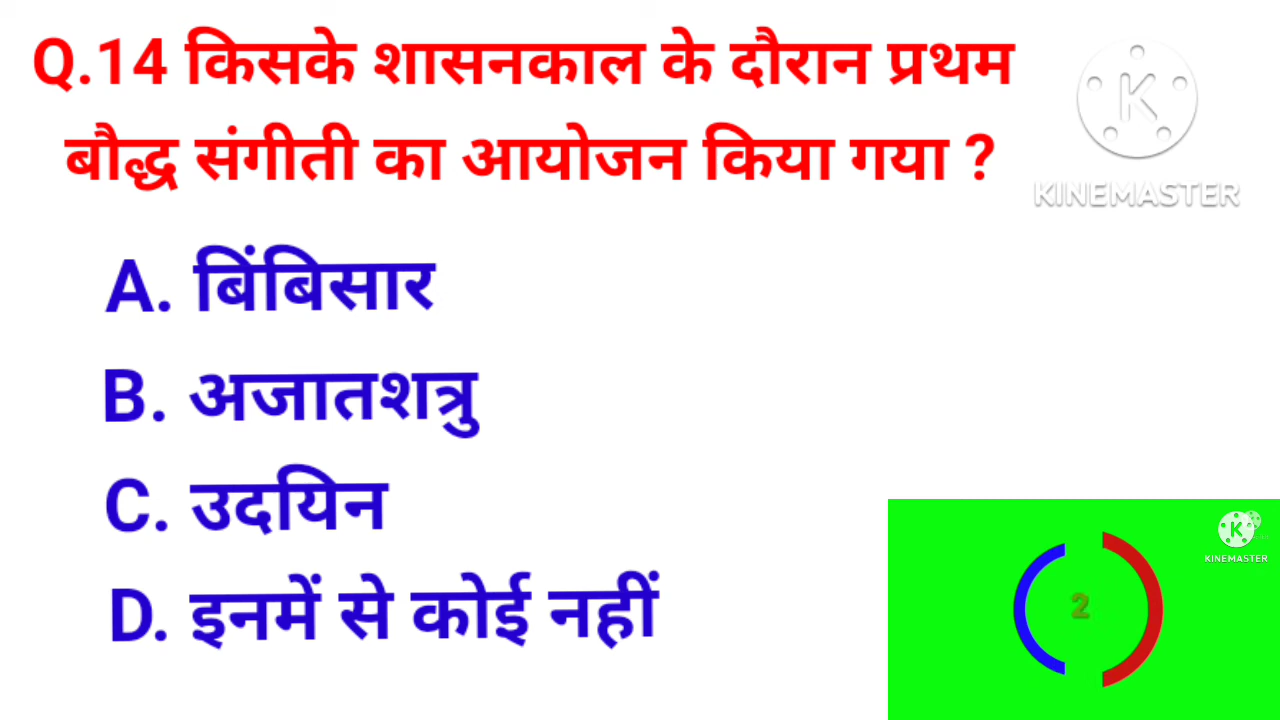 Q.14 किसके शासनकाल के दौरान प्रथम
बौद्ध संगीती का आयोजन किया गया ?
KINEMASTER
A. बिंबिसार
B. अजातशत्रु
C. उदयिन
D. इनमें से कोई नहीं
KINEMASTER
2